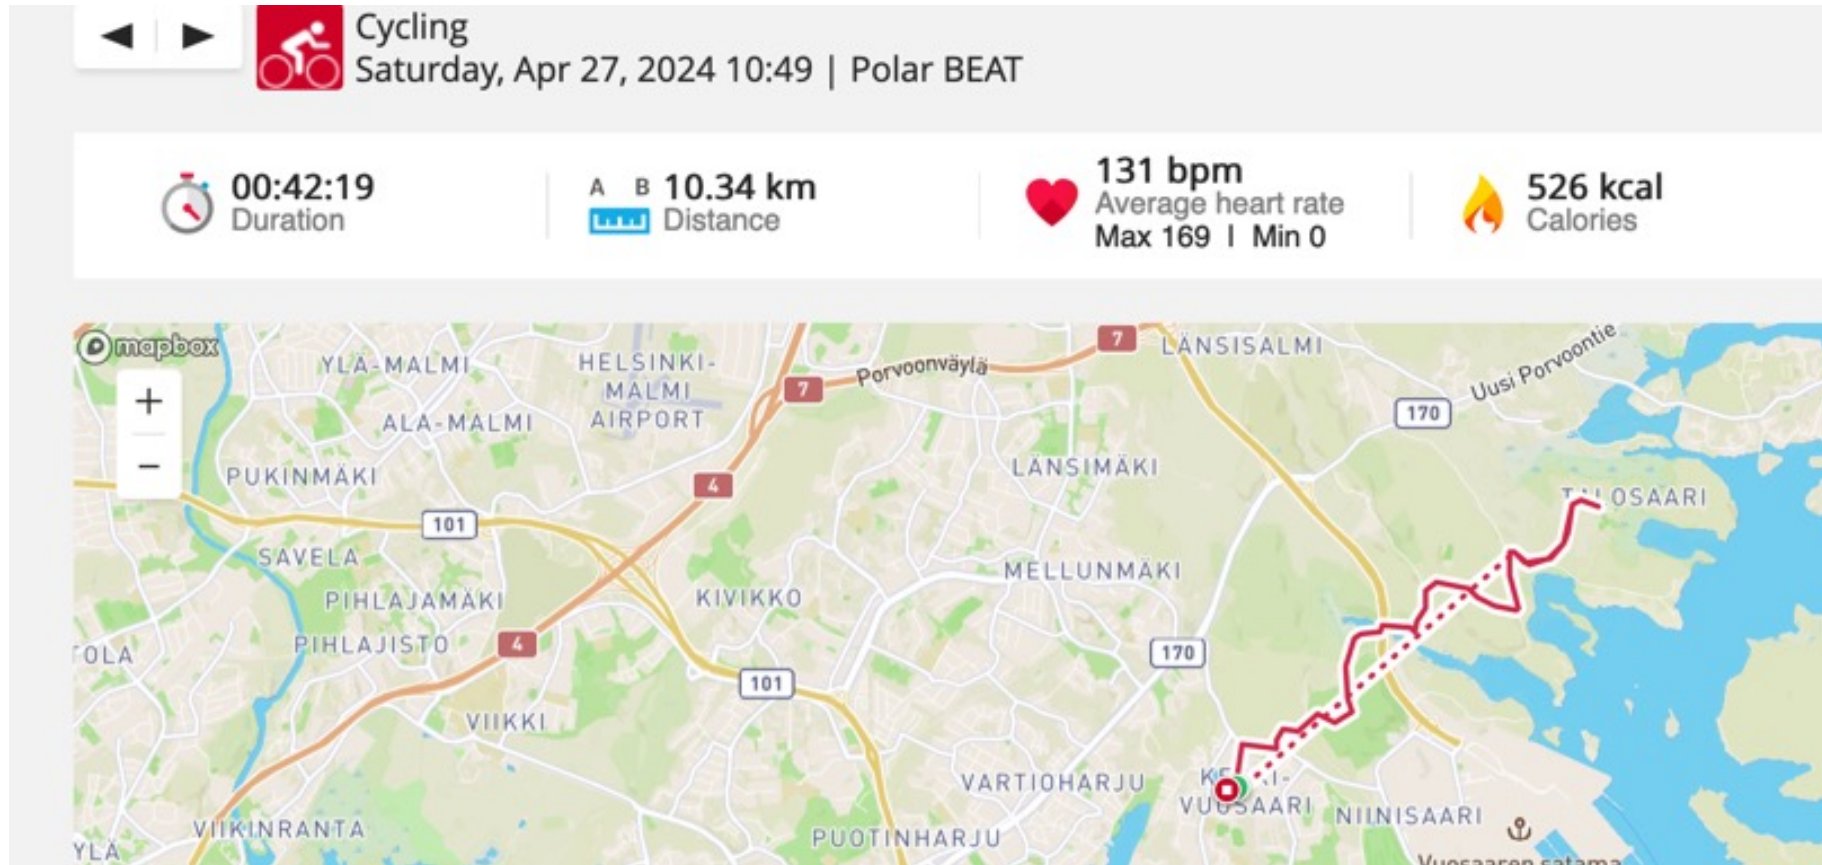 Cycling
Saturday, Apr 27, 2024 10:49 | Polar BEAT
00:42:19
Duration
A B 10.34 km
Distance
131 bpm
Average heart rate
Max 169 | Min 0
526 kcal
Calories
mapbox
+
−
YLÄ-MALMI
HELSINKI-
MALMI
AIRPORT
ALA-MALMI
PUKINMÄKI
7
Porvoonväylä
7
LÄNSISALMI
Uusi Porvoontie
170
LÄNSIMÄKI
4
101
SAVELA
PIHLAJAMÄKI
PIHLAJISTO
4
KIVIKKO
MELLUNMÄKI
OSAARI
170
101
VIIKKI
VARTIOHARJU
VUOSAARI
NIINISAARI
VIIKINRANTA
PUOTINHARJU
YLÄ
Vuosaaren satama